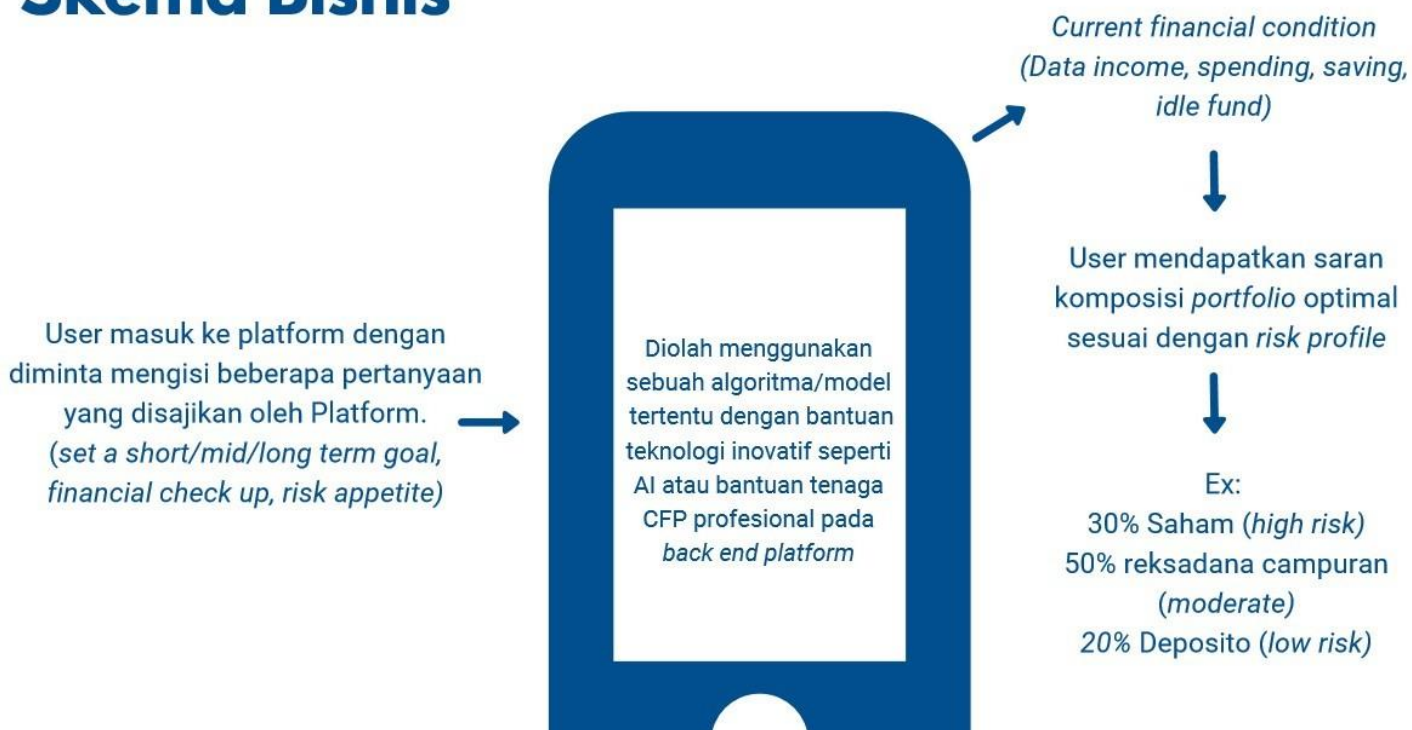 Skema Bisnis
User masuk ke platform dengan
diminta mengisi beberapa pertanyaan
yang disajikan oleh Platform.
(set a short/mid/long term goal,
financial check up, risk appetite)
Diolah menggunakan
sebuah algoritma/model
tertentu dengan bantuan
teknologi inovatif seperti
AI atau bantuan tenaga
CFP profesional pada
back end platform
Current financial condition
(Data income, spending, saving,
idle fund)
User mendapatkan saran
komposisi portfolio optimal
sesuai dengan risk profile
Ex:
30% Saham (high risk)
50% reksadana campuran
(moderate)
20% Deposito (low risk)